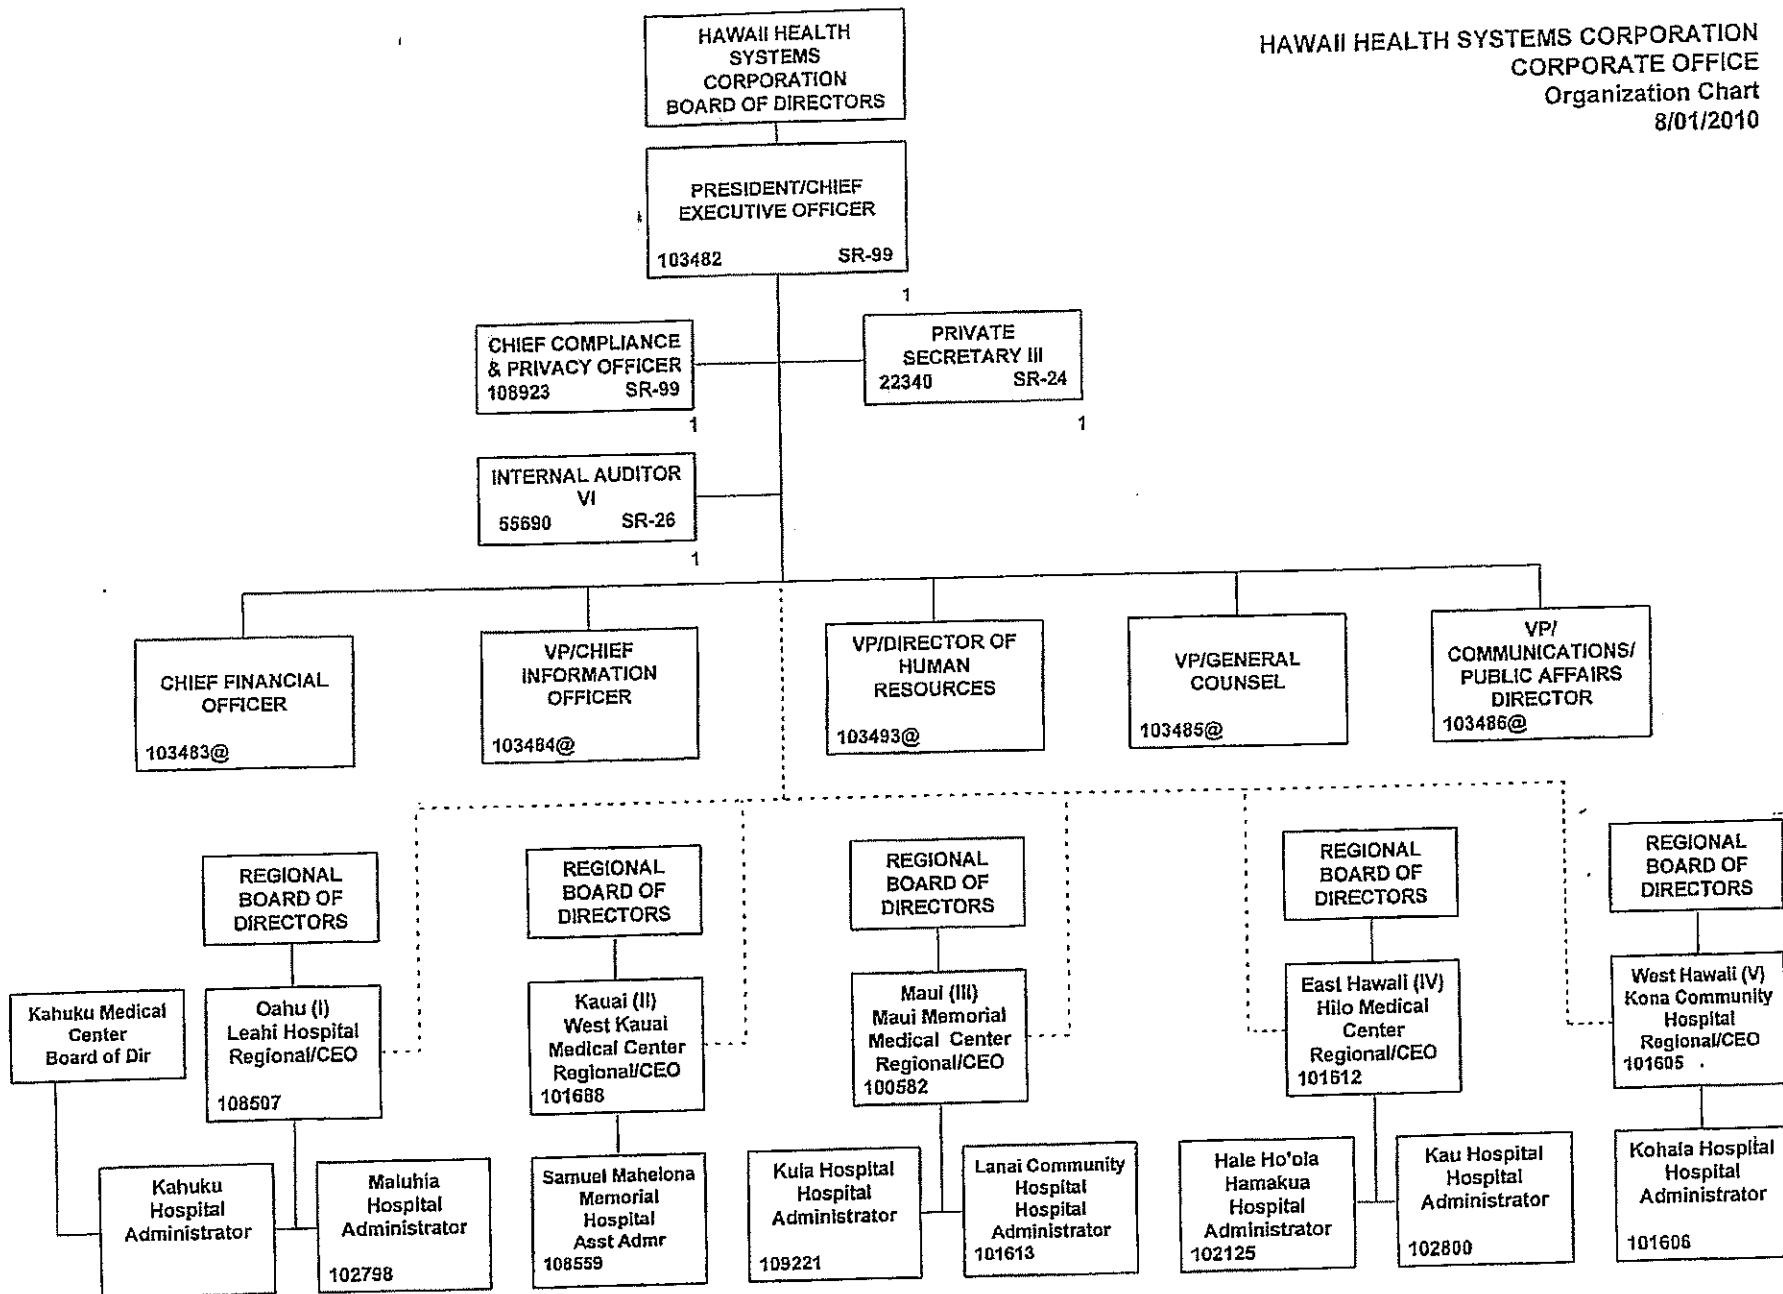 HAWAII HEALTH SYSTEMS CORPORATION
CORPORATE OFFICE
Organization Chart
8/01/2010
HAWAII HEALTH
SYSTEMS
CORPORATION
BOARD OF DIRECTORS
PRESIDENT/CHIEF
EXECUTIVE OFFICER
103482 SR-99
1
CHIEF COMPLIANCE
& PRIVACY OFFICER
108923 SR-99
1
PRIVATE
SECRETARY III
22340 SR-24
1
INTERNAL AUDITOR
VI
55690 SR-26
1
CHIEF FINANCIAL
OFFICER
103483@
VP/CHIEF
INFORMATION
OFFICER
103484@
VP/DIRECTOR OF
HUMAN
RESOURCES
103493@
VP/GENERAL
COUNSEL
103485@
VP/
COMMUNICATIONS/
PUBLIC AFFAIRS
DIRECTOR
103486@
REGIONAL
BOARD OF
DIRECTORS
REGIONAL
BOARD OF
DIRECTORS
REGIONAL
BOARD OF
DIRECTORS
REGIONAL
BOARD OF
DIRECTORS
REGIONAL
BOARD OF
DIRECTORS
Kahuku Medical
Center
Board of Dir
Oahu (I)
Leahi Hospital
Regional/CEO
108507
Kauai (II)
West Kauai
Medical Center
Regional/CEO
101688
Maui (III)
Maui Memorial
Medical Center
Regional/CEO
100582
East Hawaii (IV)
Hilo Medical
Center
Regional/CEO
101612
West Hawaii (V)
Kona Community
Hospital
Regional/CEO
101605
Kahuku
Hospital
Administrator
Maluhia
Hospital
Administrator
102798
Samuel Mahelona
Memorial
Hospital
Asst Admr
108559
Kula Hospital
Hospital
Administrator
109221
Lanai Community
Hospital
Hospital
Administrator
101613
Hale Ho'ola
Hamakua
Hospital
Administrator
102125
Kau Hospital
Hospital
Administrator
102800
Kohala Hospital
Hospital
Administrator
101606